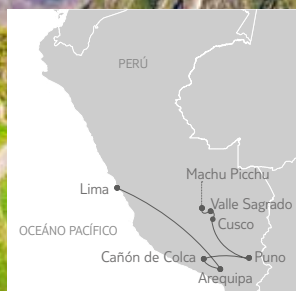 PERÚ
Machu Picchu
Lima
Valle Sagrado
Cusco
OCEÁNO PACÍFICO
Cañón de Colca
Puno
Arequipa